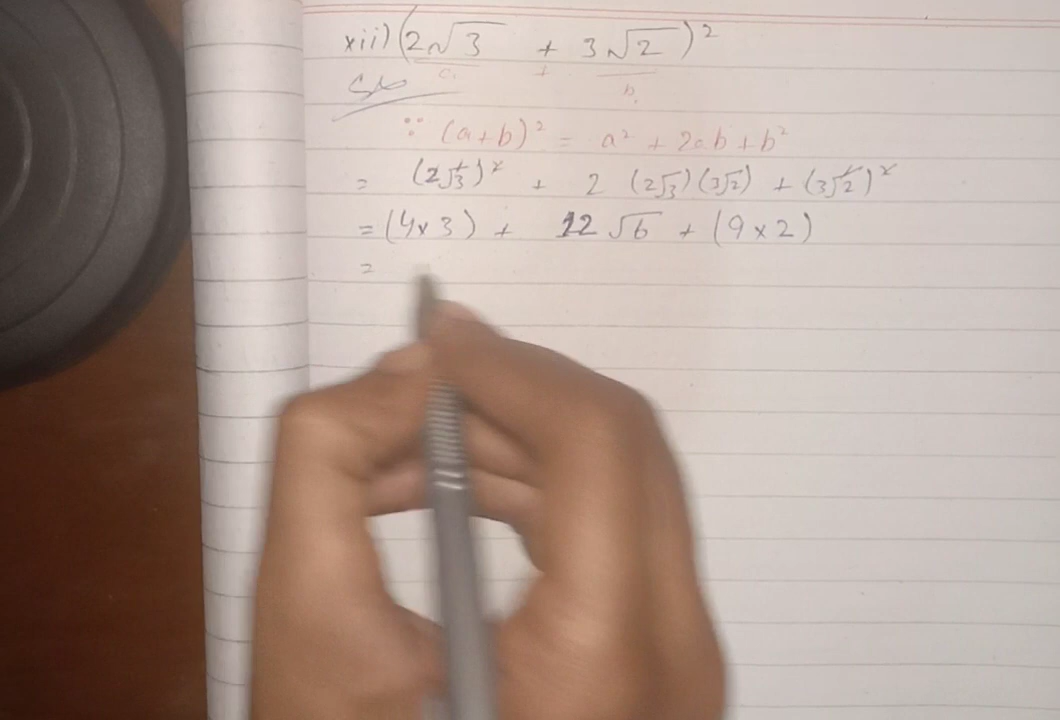 xii) (2√3 + 3√2)²
a + b
Sol
∵ (a+b)² = a² + 2ab + b²
= (2√3)² + 2 (2√3)(3√2) + (3√2)²
= (4×3) + 12√6 + (9×2)
=